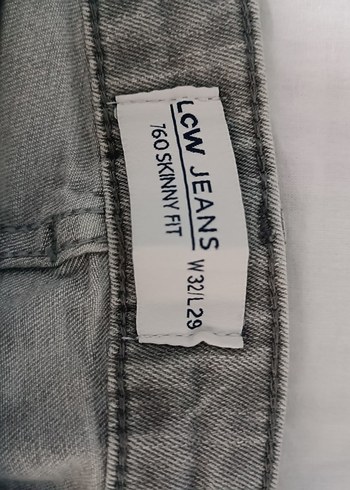 LCW JEANS
760 SKINNY FIT W 32/L 29